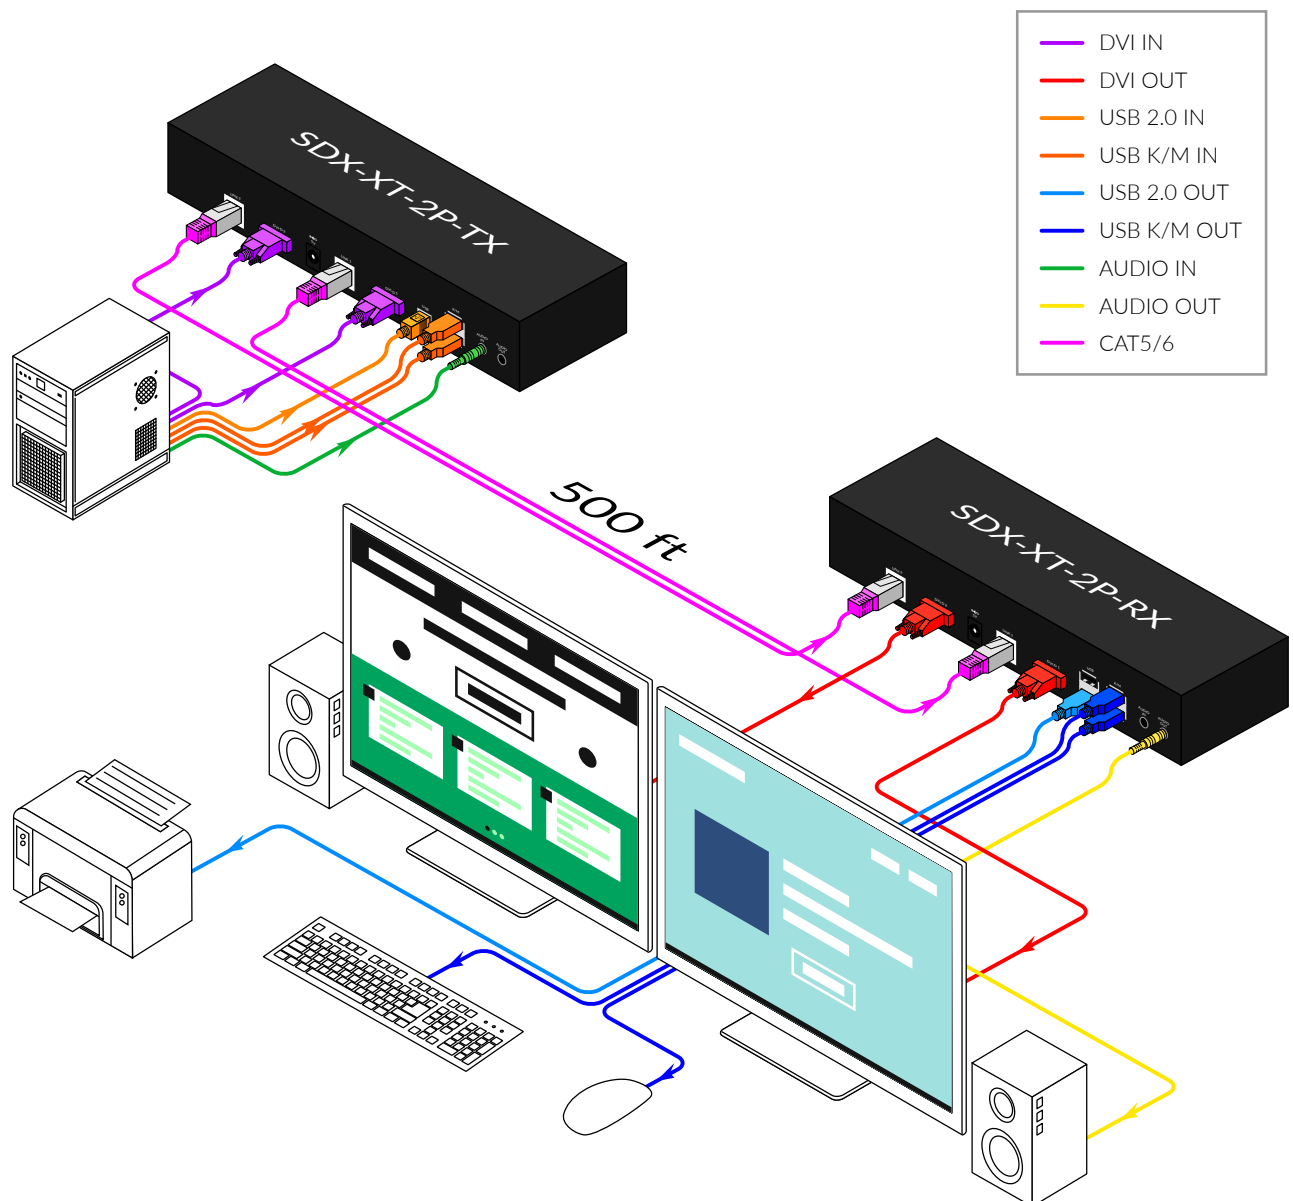 DVI IN
DVI OUT
USB 2.0 IN
USB K/M IN
USB 2.0 OUT
USB K/M OUT
AUDIO IN
AUDIO OUT
CAT5/6
SDX-XT-2P-TX
500 ft
SDX-XT-2P-RX